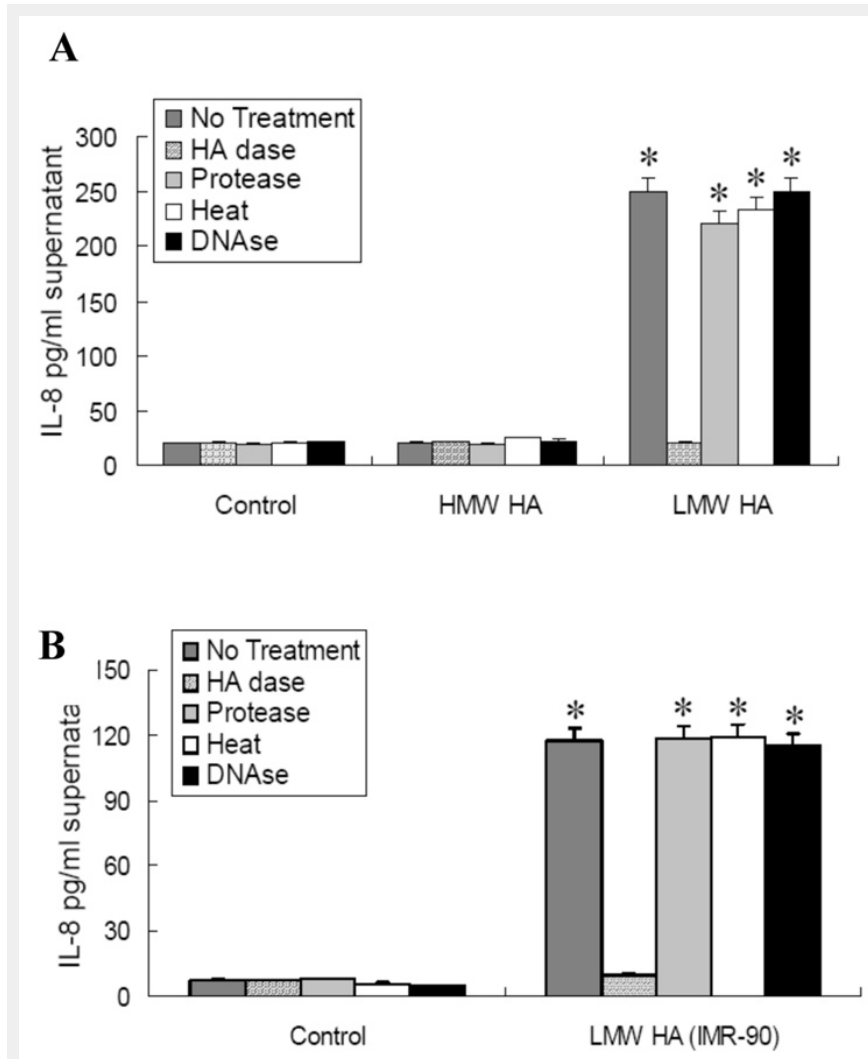 A
No Treatment
HA dase
Protease
Heat
DNAse
300
250
200
150
100
50
0
IL-8 pg/ml supernatant
* * * *
Control HMW HA LMW HA
B
No Treatment
HA dase
Protease
Heat
DNAse
150
120
90
60
30
0
IL-8 pg/ml supernata
* * * *
Control LMW HA (IMR-90)